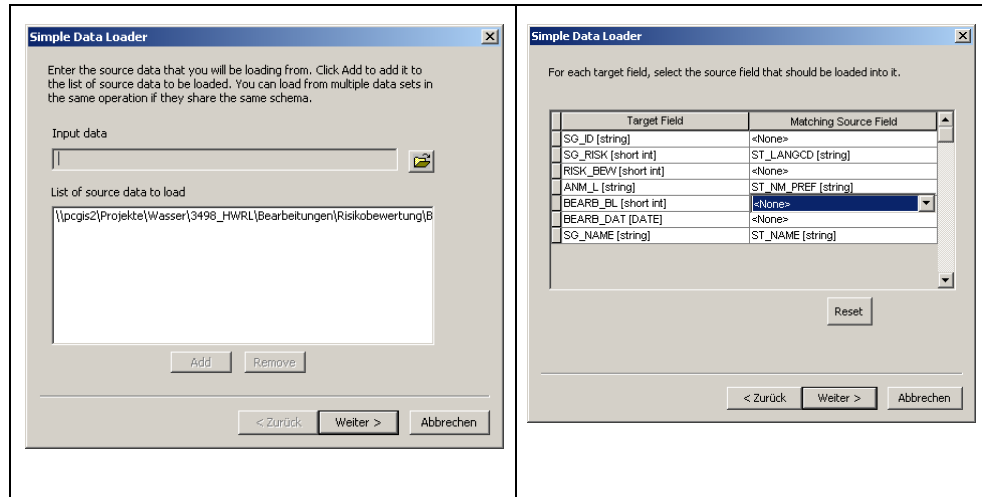 Simple Data Loader
Enter the source data that you will be loading from. Click Add to add it to
the list of source data to be loaded. You can load from multiple data sets in
the same operation if they share the same schema.
Input data
List of source data to load
\\pcgis2\Projekte\Wasser\3498_HWRL\Bearbeitungen\Risikobewertung\B
Add Remove
< Zurück Weiter > Abbrechen
Simple Data Loader
For each target field, select the source field that should be loaded into it.
Target Field Matching Source Field
SG_ID [string] <None>
SG_RISK [short int] ST_LANGCD [string]
RISK_BEW [short int] <None>
ANM_L [string] ST_NM_PREF [string]
BEARB_BL [short int] <None>
BEARB_DAT [DATE] <None>
SG_NAME [string] ST_NAME [string]
Reset
< Zurück Weiter > Abbrechen